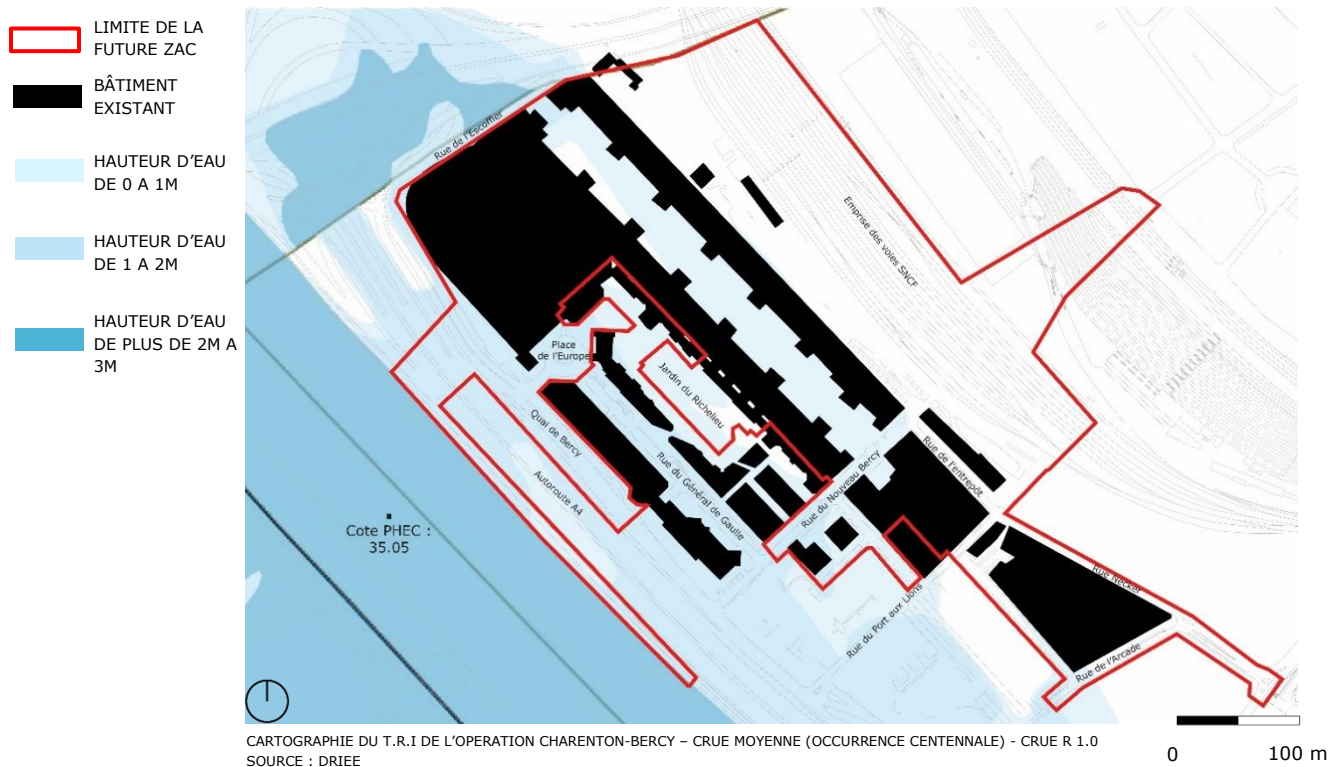 LIMITE DE LA
FUTURE ZAC
BÂTIMENT
EXISTANT
HAUTEUR D'EAU
DE 0 A 1M
HAUTEUR D'EAU
DE 1 A 2M
HAUTEUR D'EAU
DE PLUS DE 2M A
3M
Rue de l'Escoffier
Emprise des voies SNCF
Place
de l'Europe
Jardin du Richelieu
Quai de Bercy
Autoroute A4
Rue du Général de Gaulle
Rue du Nouveau Bercy
Rue de l'entrepôt
Cote PHEC :
35.05
Rue du Port aux Lions
Rue Necker
Rue de l'Arcade
CARTOGRAPHIE DU T.R.I DE L'OPERATION CHARENTON-BERCY – CRUE MOYENNE (OCCURRENCE CENTENNALE) - CRUE R 1.0
SOURCE : DRIEE
0 100 m